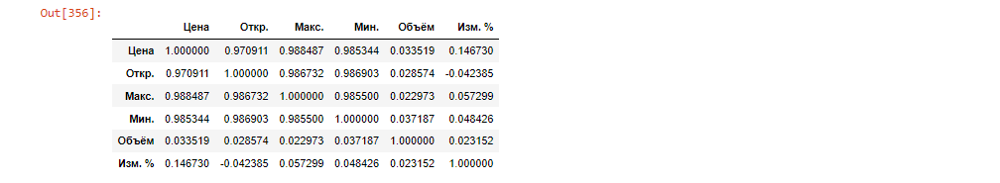 Out[356]:
Цена Откр. Макс. Мин. Объём Изм. %
Цена 1.000000 0.970911 0.988487 0.985344 0.033519 0.146730
Откр. 0.970911 1.000000 0.986732 0.986903 0.028574 -0.042385
Макс. 0.988487 0.986732 1.000000 0.985500 0.022973 0.057299
Мин. 0.985344 0.986903 0.985500 1.000000 0.037187 0.048426
Объём 0.033519 0.028574 0.022973 0.037187 1.000000 0.023152
Изм. % 0.146730 -0.042385 0.057299 0.048426 0.023152 1.000000